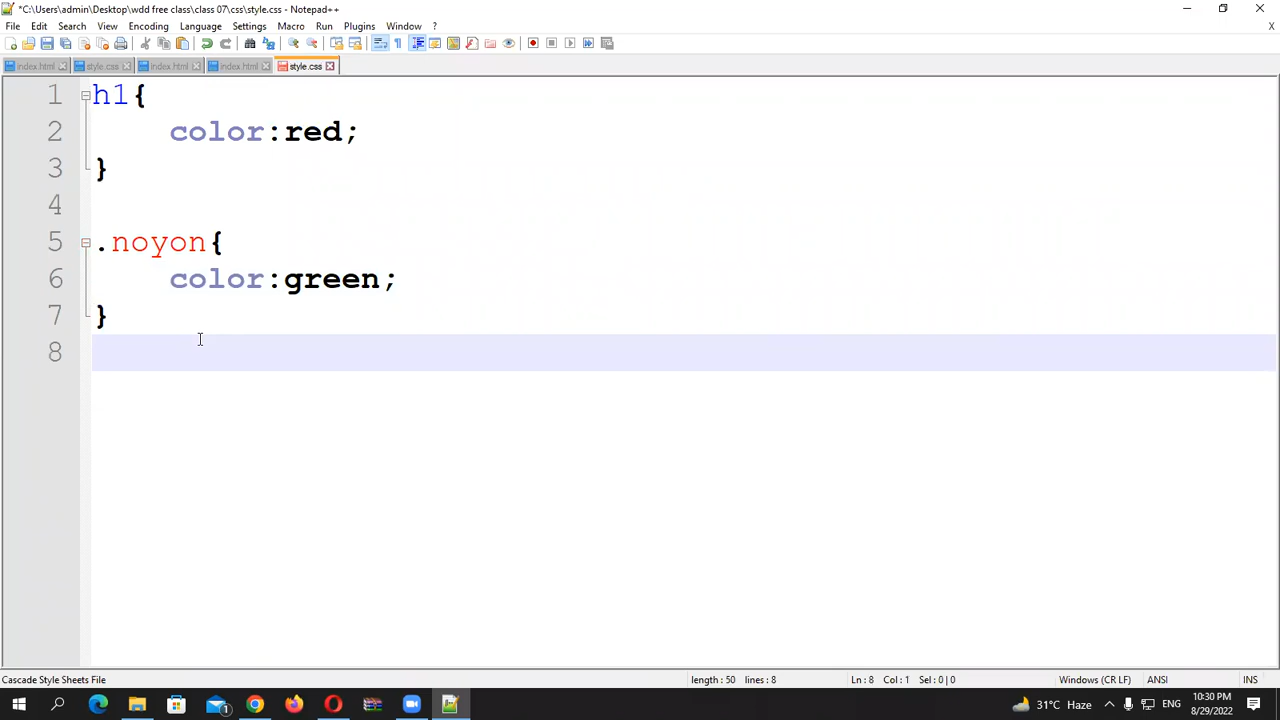 *C:\Users\admin\Desktop\wdd free class\class 07\css\style.css - Notepad++
File Edit Search View Encoding Language Settings Macro Run Plugins Window ?
X
index.html style.css index.html index.html style.css
1 h1{
2 color:red;
3 }
4
5 .noyon{
6 color:green;
7 }
8
Cascade Style Sheets File length : 50 lines : 8 Ln : 8 Col : 1 Sel : 0 | 0 Windows (CR LF) ANSI INS
31°C Haze ENG 10:30 PM
8/29/2022